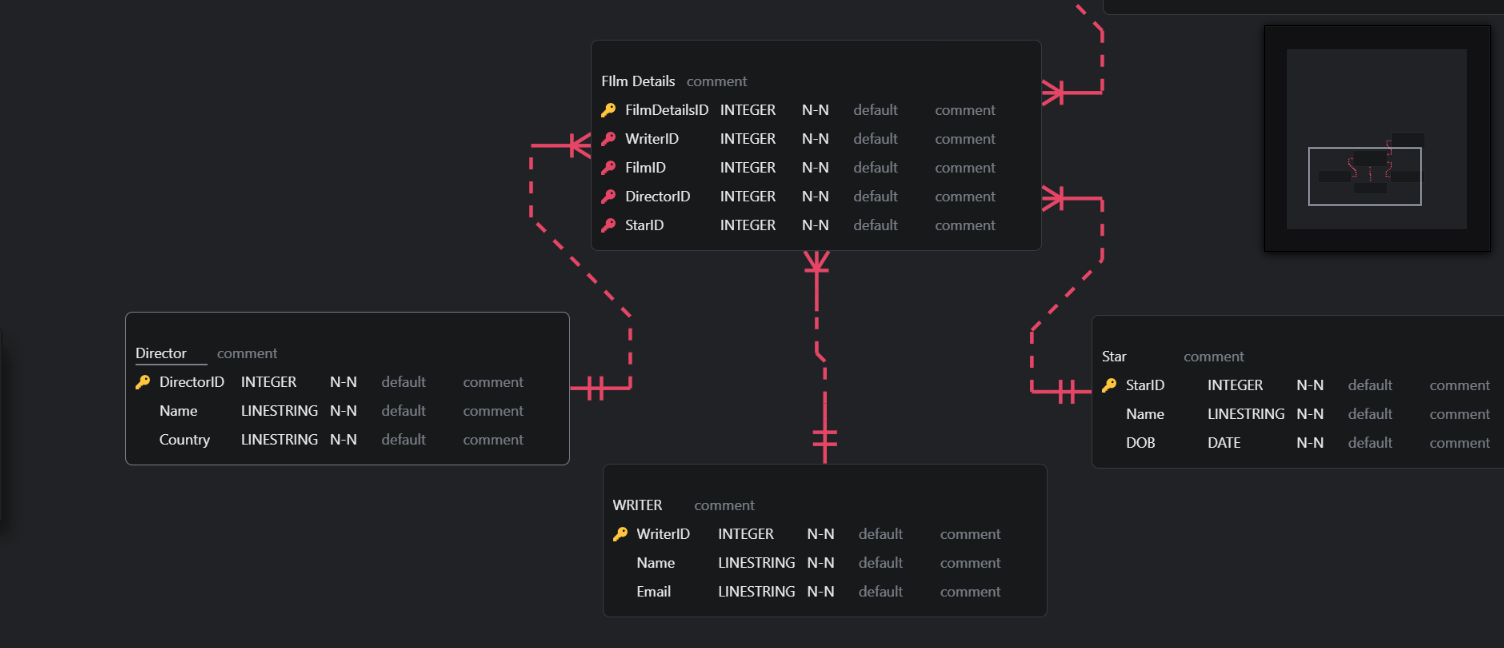 FIlm Details comment
FilmDetailsID INTEGER N-N default comment
WriterID INTEGER N-N default comment
FilmID INTEGER N-N default comment
DirectorID INTEGER N-N default comment
StarID INTEGER N-N default comment
Director comment
DirectorID INTEGER N-N default comment
Name LINESTRING N-N default comment
Country LINESTRING N-N default comment
Star comment
StarID INTEGER N-N default comment
Name LINESTRING N-N default comment
DOB DATE N-N default comment
WRITER comment
WriterID INTEGER N-N default comment
Name LINESTRING N-N default comment
Email LINESTRING N-N default comment